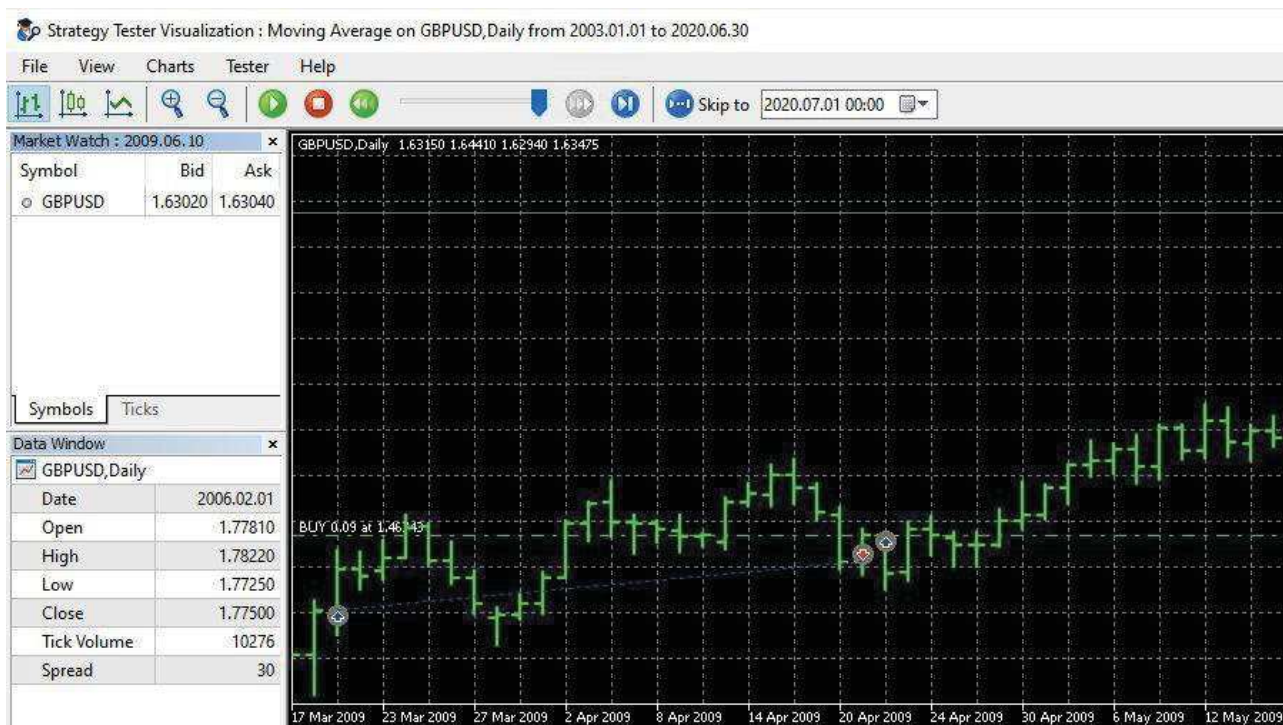 Strategy Tester Visualization : Moving Average on GBPUSD,Daily from 2003.01.01 to 2020.06.30
File View Charts Tester Help
Skip to 2020.07.01 00:00
Market Watch : 2009.06.10 ×
Symbol Bid Ask
GBPUSD 1.63020 1.63040
Symbols Ticks
Data Window ×
GBPUSD,Daily
Date 2006.02.01
Open 1.77810
High 1.78220
Low 1.77250
Close 1.77500
Tick Volume 10276
Spread 30
GBPUSD,Daily 1.63150 1.64410 1.62940 1.63475
BUY 0.09 at 1.46343
17 Mar 2009 23 Mar 2009 27 Mar 2009 2 Apr 2009 8 Apr 2009 14 Apr 2009 20 Apr 2009 24 Apr 2009 30 Apr 2009 6 May 2009 12 May 2009